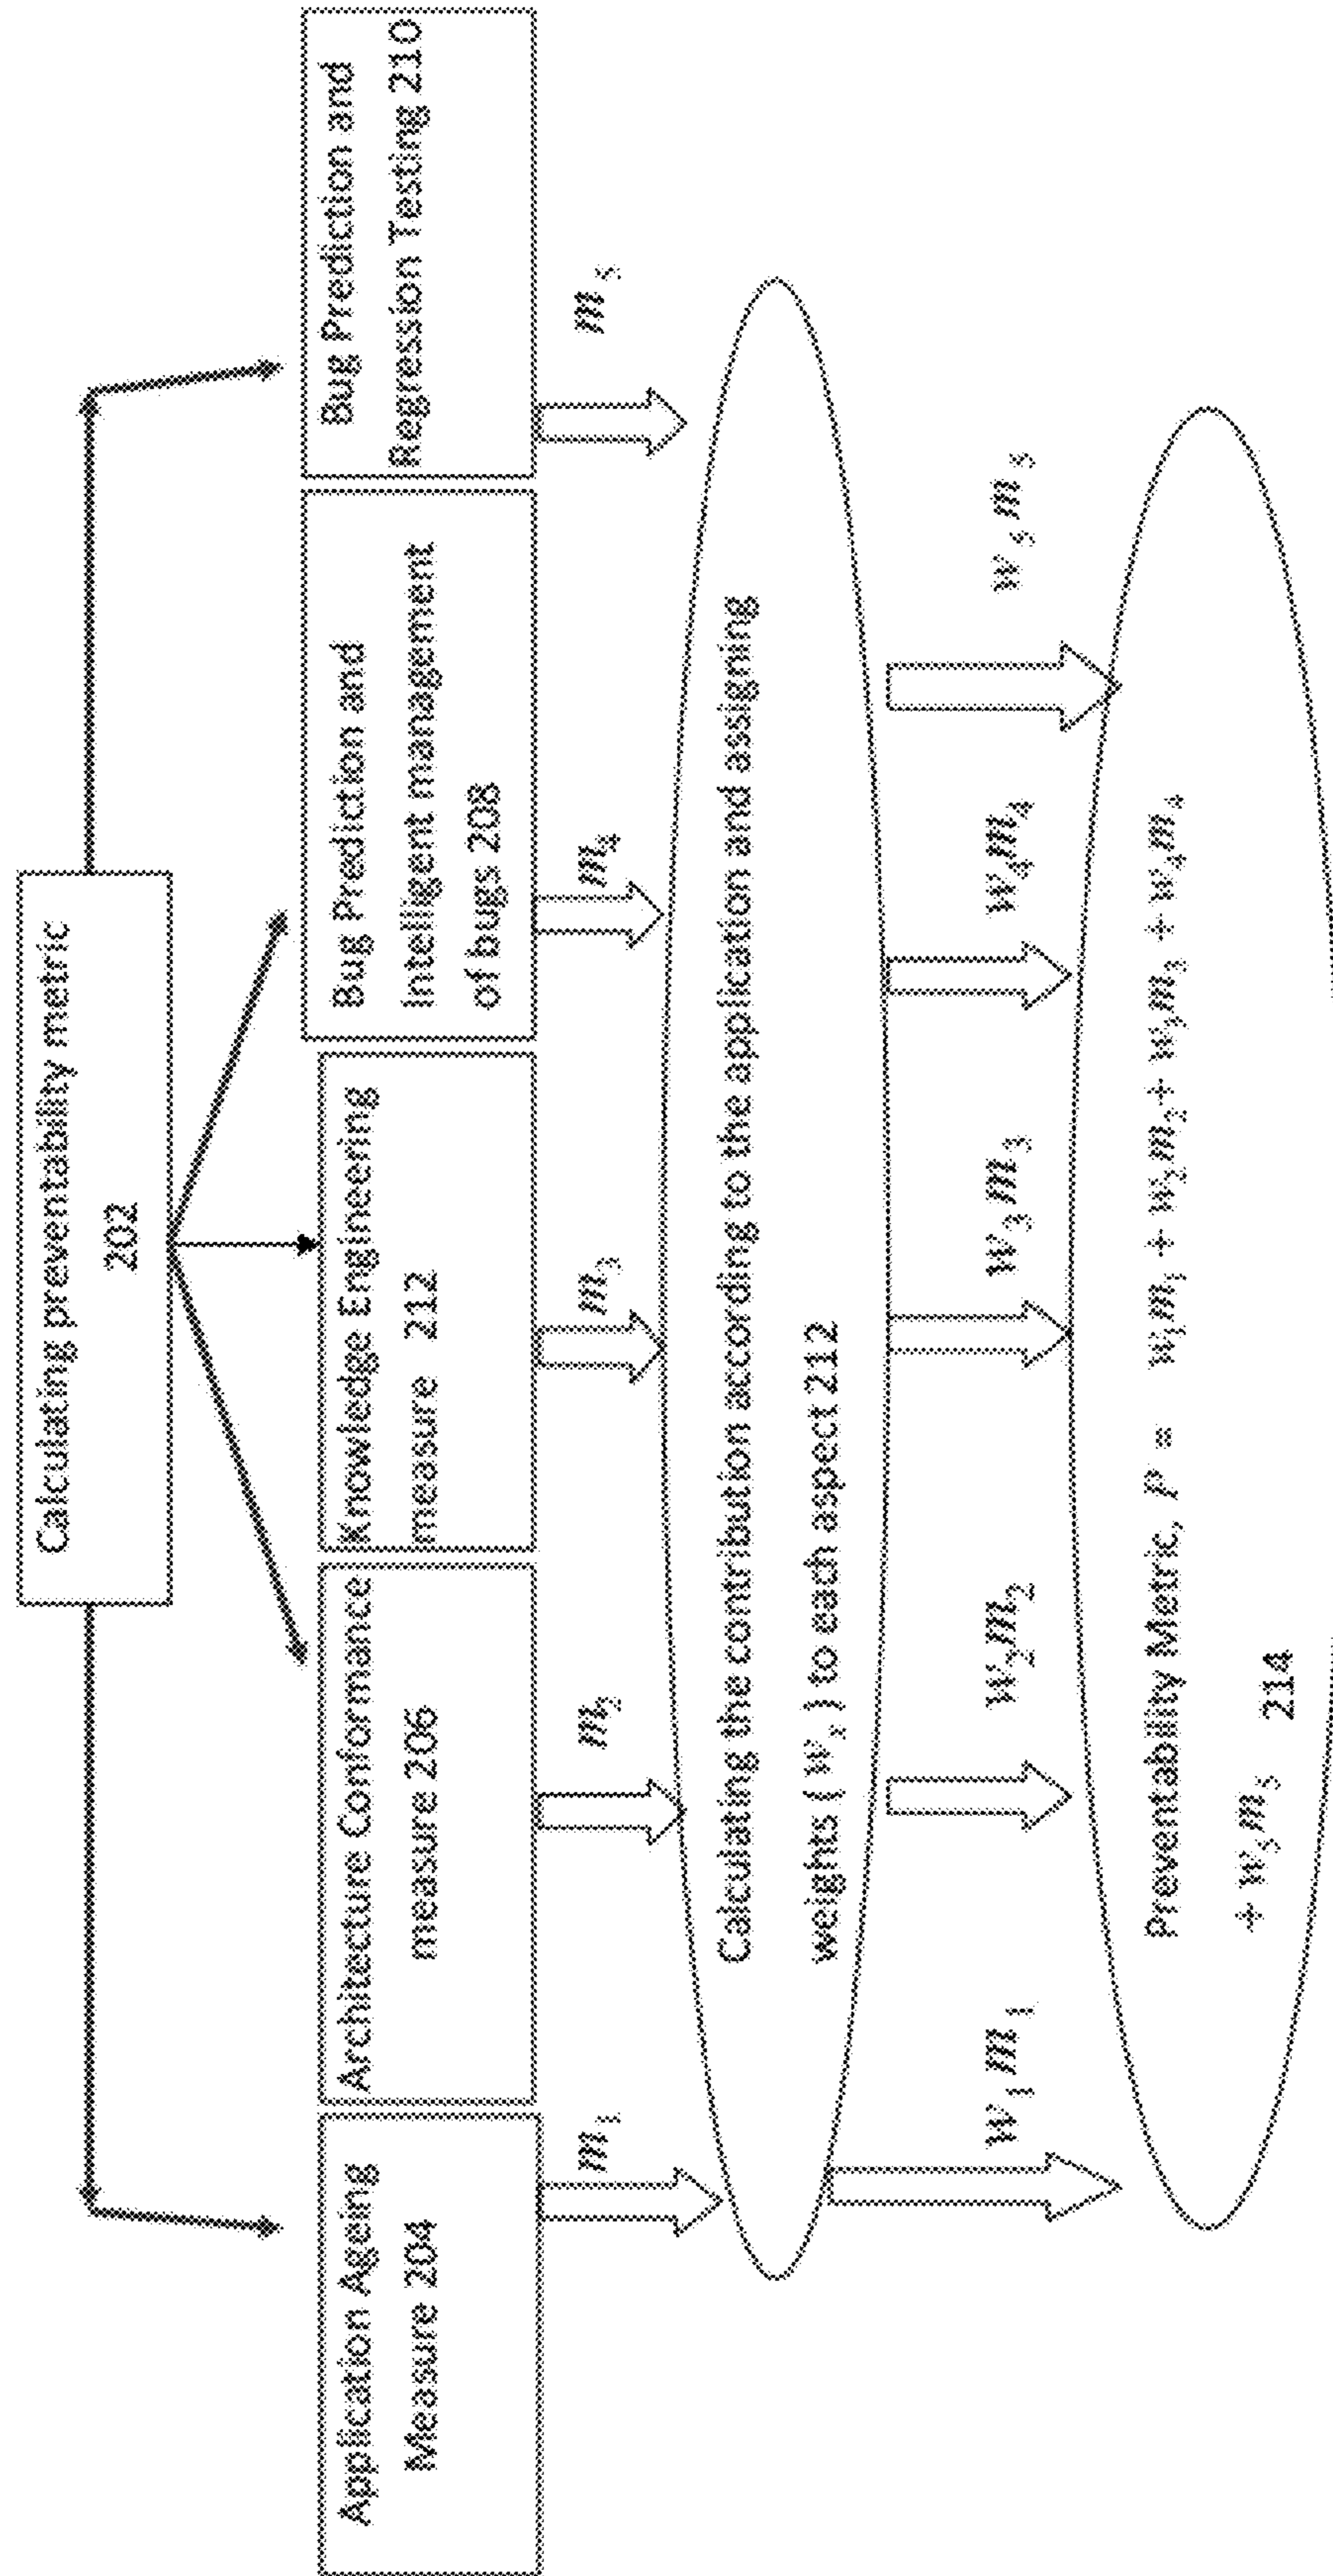 Calculating preventability metric
202
Application Ageing
Measure 204
Architecture Conformance
measure 206
Knowledge Engineering
measure 212
Bug Prediction and
Intelligent management
of bugs 208
Bug Prediction and
Regression Testing 210
m₁
m₂
m₃
m₄
m₅
Calculating the contribution according to the application and assigning
weights ( Wₓ ) to each aspect 212
w₁m₁
w₂m₂
w₃m₃
w₄m₄
w₅m₅
Preventability Metric, P = w₁m₁ + w₂m₂ + w₃m₃ + w₄m₄
+ w₅m₅ 214